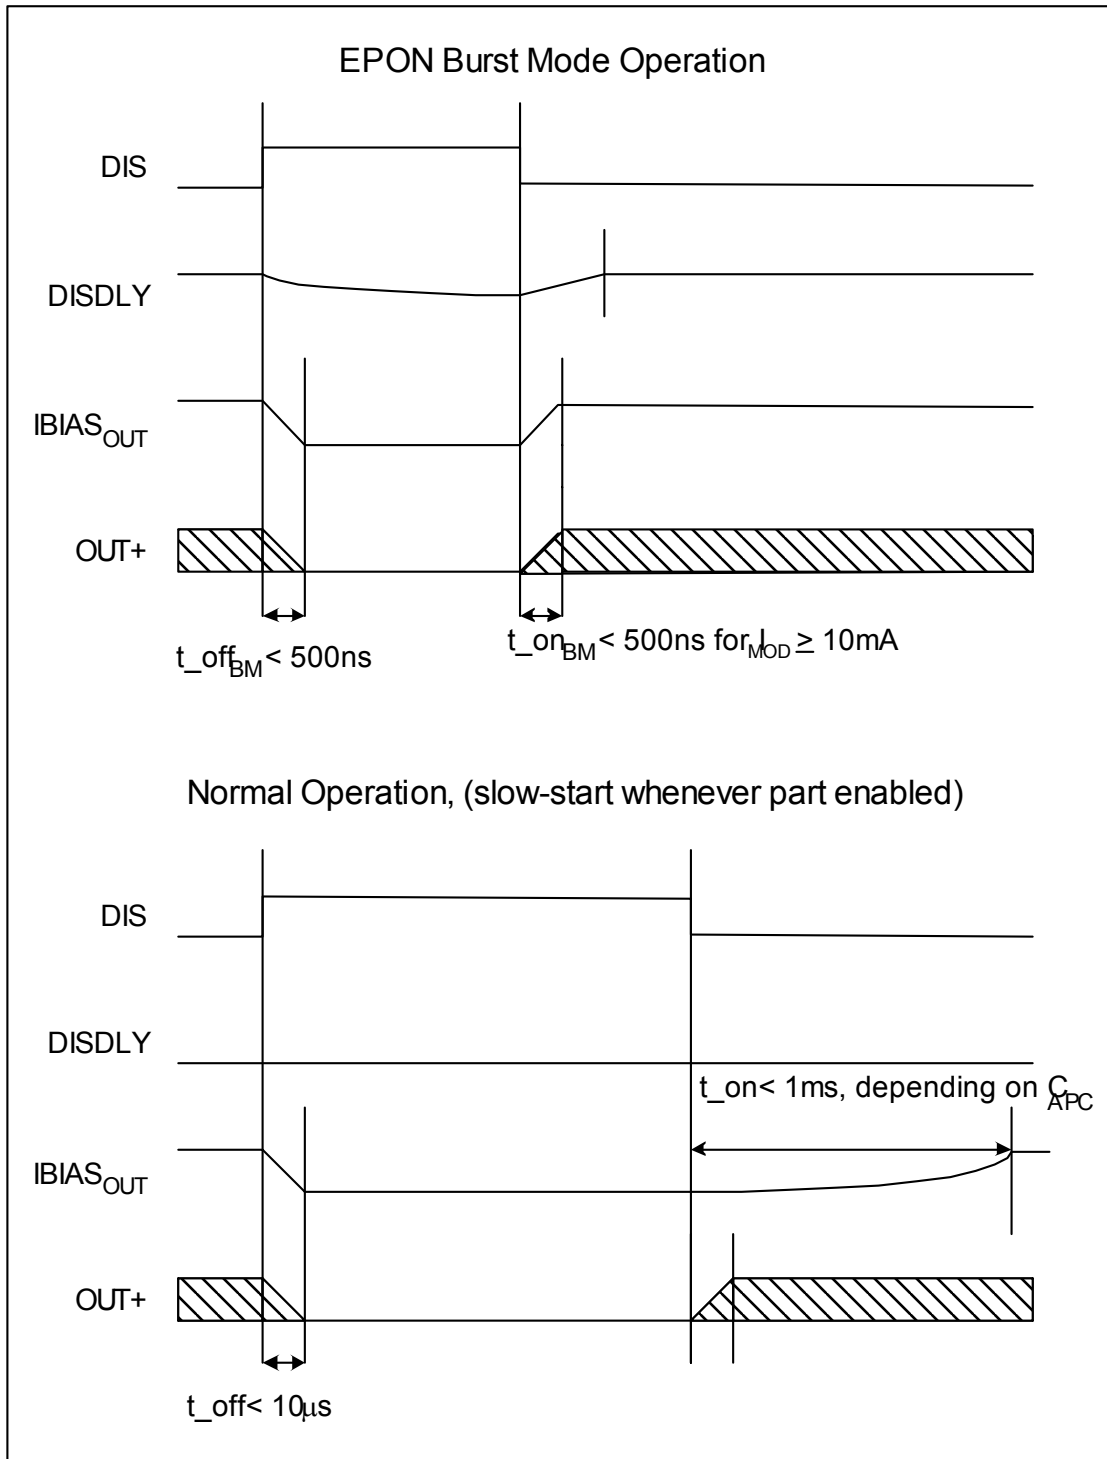 EPON Burst Mode Operation
DIS
DISDLY
IBIAS_OUT
OUT+
t_off_BM < 500ns
t_on_BM < 500ns for I_MOD ≥ 10mA
Normal Operation, (slow-start whenever part enabled)
DIS
DISDLY
t_on< 1ms, depending on C_APC
IBIAS_OUT
OUT+
t_off< 10μs